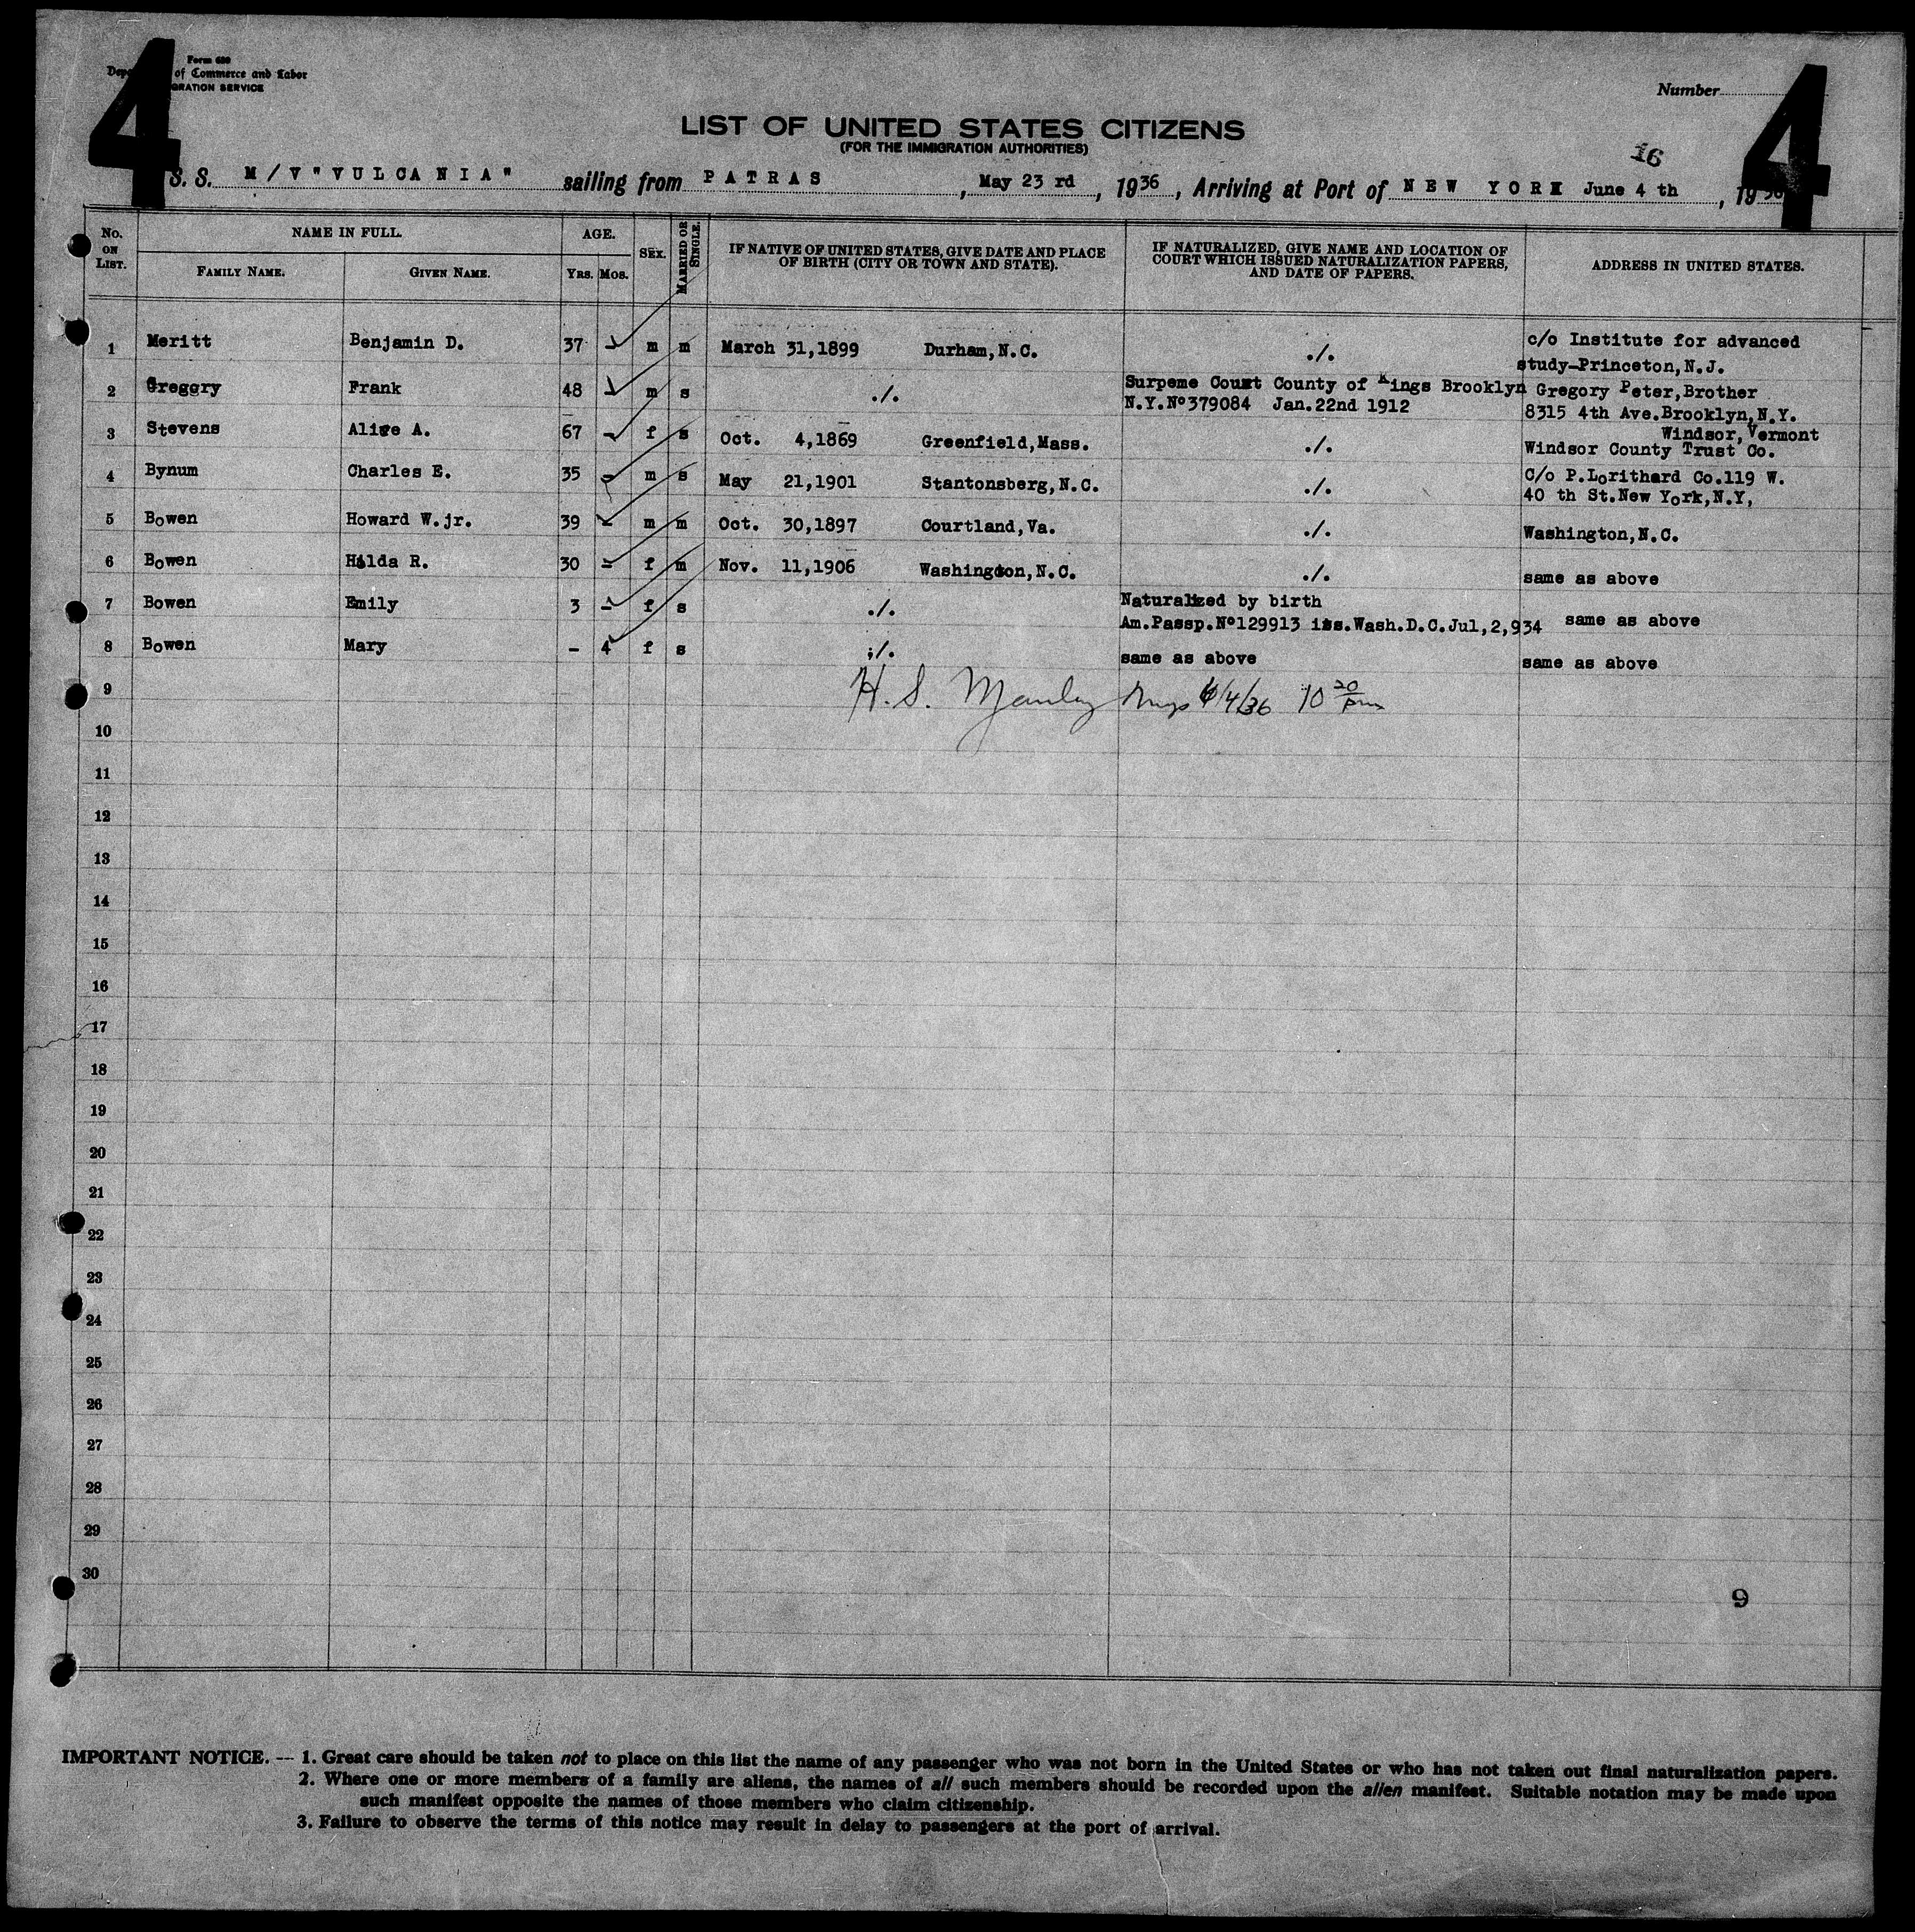 4 4
Form 630
of Commerce and Labor
GRATION SERVICE
Number
LIST OF UNITED STATES CITIZENS
(FOR THE IMMIGRATION AUTHORITIES)
16
S. S. M/V "VULCANIA" sailing from PATRAS, May 23 rd, 1936, Arriving at Port of NEW YORK June 4 th, 1936
No. ON LIST. NAME IN FULL. AGE. SEX. MARRIED OR SINGLE. IF NATIVE OF UNITED STATES, GIVE DATE AND PLACE OF BIRTH (CITY OR TOWN AND STATE). IF NATURALIZED, GIVE NAME AND LOCATION OF COURT WHICH ISSUED NATURALIZATION PAPERS, AND DATE OF PAPERS. ADDRESS IN UNITED STATES.
FAMILY NAME. GIVEN NAME. YRS. MOS.
1 Meritt Benjamin D. 37 - m m March 31,1899 Durham,N.C. ./. c/o Institute for advanced
study-Princeton,N.J.
2 Gregory Frank 48 - m s ./. Surpeme Court County of Kings Brooklyn Gregory Peter,Brother
N.Y.Nº379084 Jan.22nd 1912 8315 4th Ave.Brooklyn,N.Y.
3 Stevens Alice A. 67 - f s Oct. 4,1869 Greenfield,Mass. ./. Windsor,Vermont
Windsor County Trust Co.
4 Bynum Charles E. 35 - m s May 21,1901 Stantonsberg,N.C. ./. C/o P.Lorithard Co.119 W.
40 th St.New York,N.Y,
5 Bowen Howard W.jr. 39 - m m Oct. 30,1897 Courtland,Va. ./. Washington,N.C.
6 Bowen Hilda R. 30 - f m Nov. 11,1906 Washington,N.C. ./. same as above
7 Bowen Emily 3 - f s ./. Naturalized by birth
Am.Passp.Nº129913 iss.Wash.D.C.Jul,2,934 same as above
8 Bowen Mary - 4 f s ./. same as above same as above
9 H. S. Manley 6/4/36 10 20 pm
10
11
12
13
14
15
16
17
18
19
20
21
22
23
24
25
26
27
28
29
30
9
IMPORTANT NOTICE. — 1. Great care should be taken not to place on this list the name of any passenger who was not born in the United States or who has not taken out final naturalization papers.
2. Where one or more members of a family are aliens, the names of all such members should be recorded upon the alien manifest. Suitable notation may be made upon
such manifest opposite the names of those members who claim citizenship.
3. Failure to observe the terms of this notice may result in delay to passengers at the port of arrival.